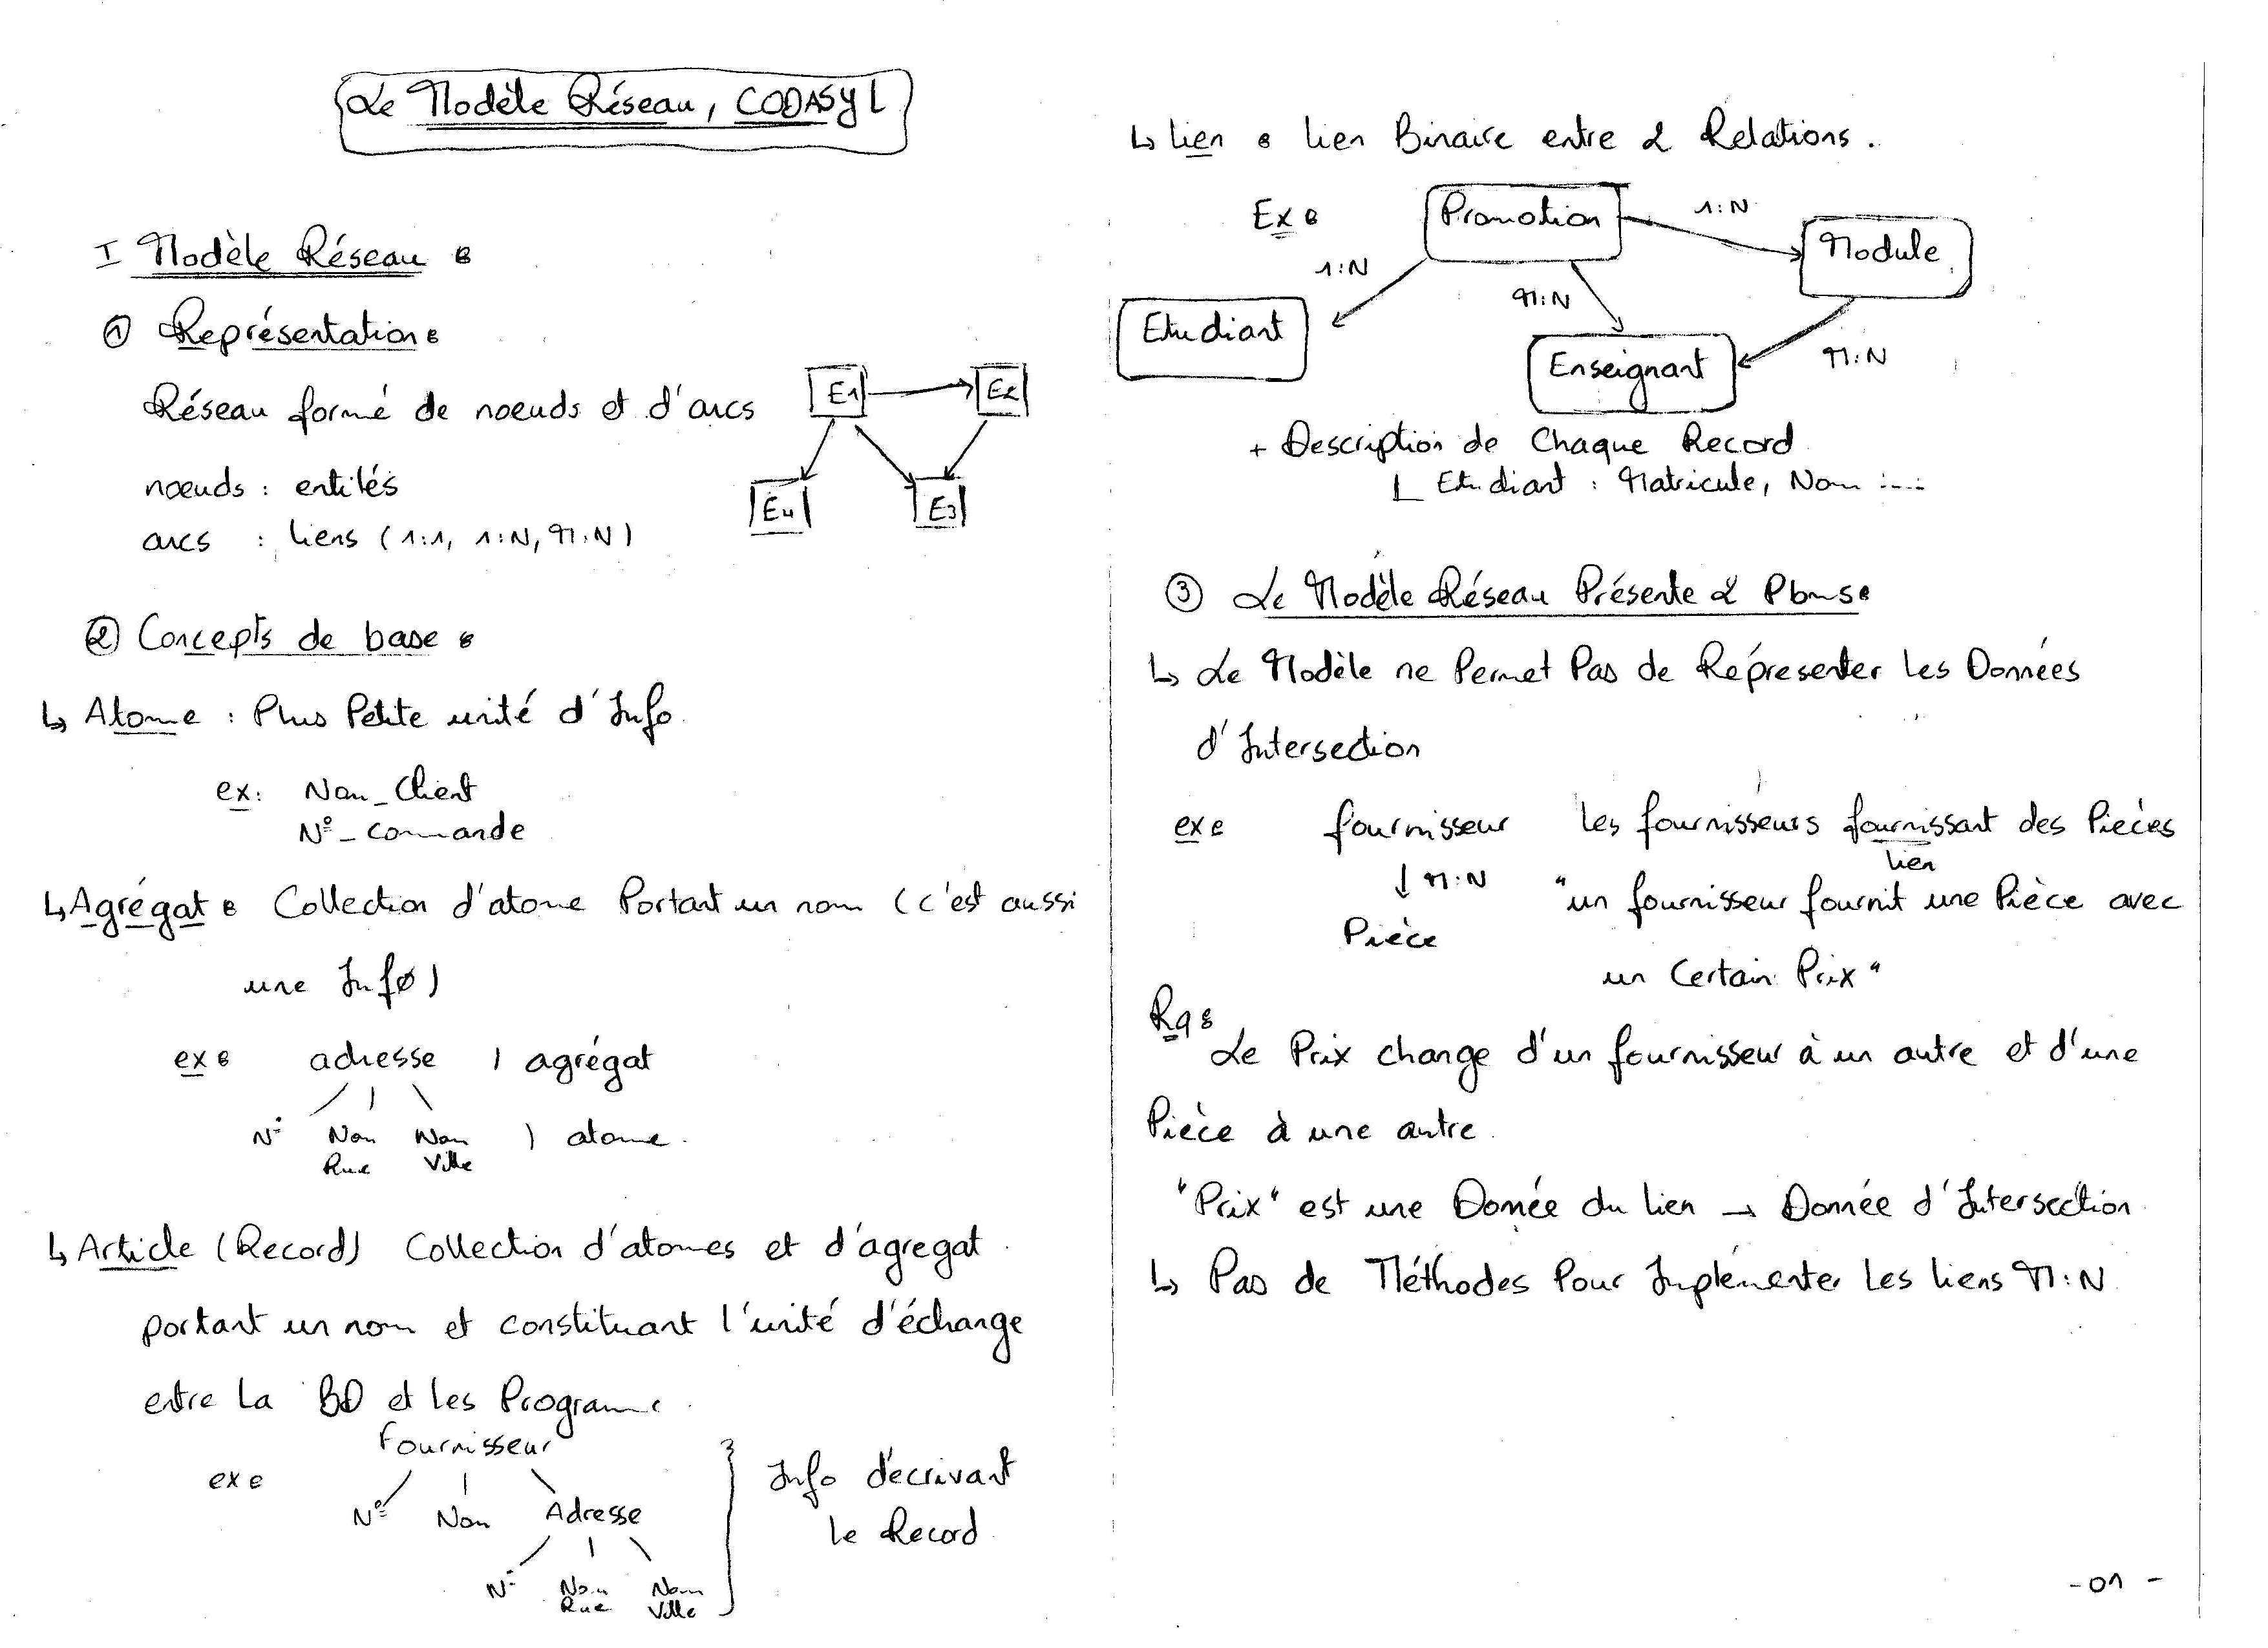 Le Modèle Réseau, CODASYL
I Modèle Réseau :
① Représentation :
Réseau formé de noeuds et d'arcs
noeuds : entités
arcs : liens (1:1, 1:N, M:N)
E1 E2
E4 E3
② Concepts de base :
↳ Atome : Plus Petite unité d'Info
ex: Nom_Client
N°_commande
↳ Agrégat : Collection d'atome Portant un nom (c'est aussi
une Info)
ex : adresse ) agrégat
N° Nom Nom ) atome.
Rue Ville
↳ Article (Record) Collection d'atomes et d'agregat
portant un nom et constituant l'unité d'échange
entre la BD et les Programme.
Fournisseur
ex :
N° Nom Adresse
N° Nom Nom
Rue Ville
Info décrivant
le Record
↳ lien : lien Binaire entre 2 Relations.
Ex : Promotion 1:N Module
1:N M:N M:N
Etudiant Enseignant
+ Description de Chaque Record
Etudiant : Matricule, Nom ....
③ Le Modèle Réseau Présente 2 Pbms :
↳ Le Modèle ne Permet Pas de Répresenter Les Données
d'Intersection
ex : fournisseur Les fournisseurs fournissant des Pièces
lien
↓ M:N "un fournisseur fournit une Pièce avec
Pièce
un Certain Prix"
Rq :
Le Prix change d'un fournisseur à un autre et d'une
Pièce à une autre.
"Prix" est une Donnée du lien → Donnée d'Intersection
↳ Pas de Méthodes Pour Implémenter Les liens M:N
- 01 -